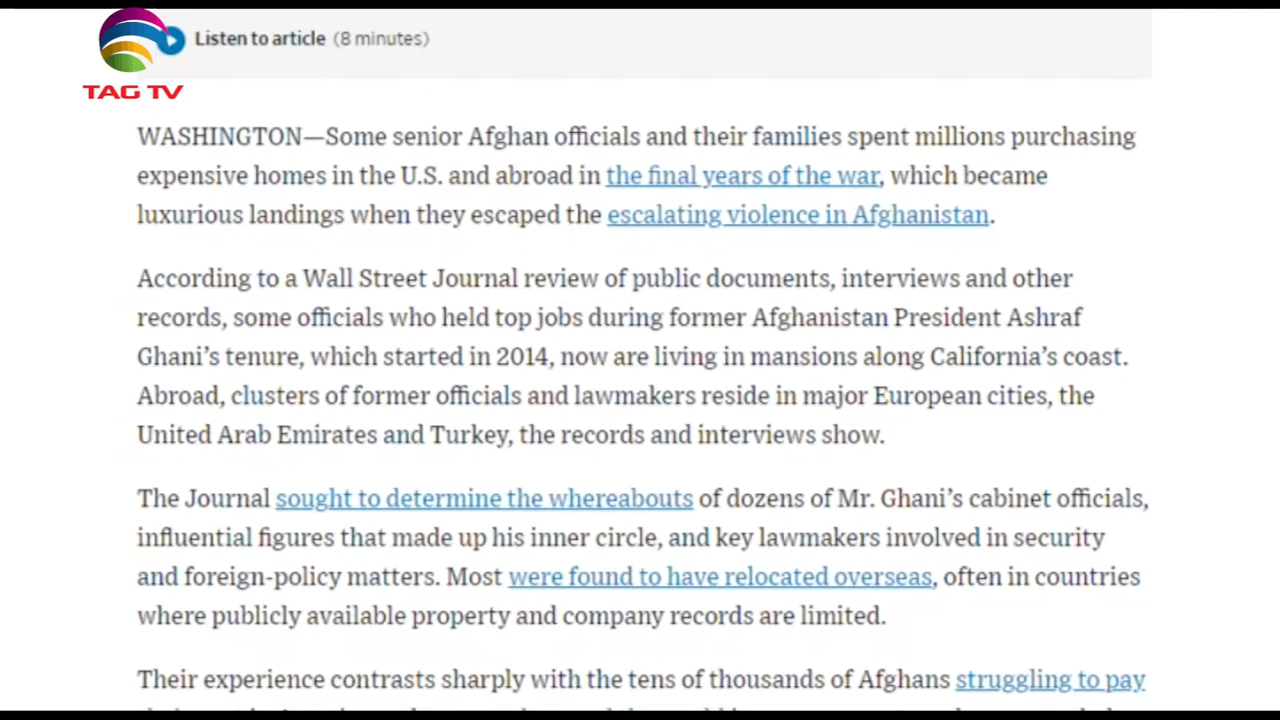 Listen to article (8 minutes)
TAG TV
WASHINGTON—Some senior Afghan officials and their families spent millions purchasing
expensive homes in the U.S. and abroad in the final years of the war, which became
luxurious landings when they escaped the escalating violence in Afghanistan.
According to a Wall Street Journal review of public documents, interviews and other
records, some officials who held top jobs during former Afghanistan President Ashraf
Ghani’s tenure, which started in 2014, now are living in mansions along California’s coast.
Abroad, clusters of former officials and lawmakers reside in major European cities, the
United Arab Emirates and Turkey, the records and interviews show.
The Journal sought to determine the whereabouts of dozens of Mr. Ghani’s cabinet officials,
influential figures that made up his inner circle, and key lawmakers involved in security
and foreign-policy matters. Most were found to have relocated overseas, often in countries
where publicly available property and company records are limited.
Their experience contrasts sharply with the tens of thousands of Afghans struggling to pay